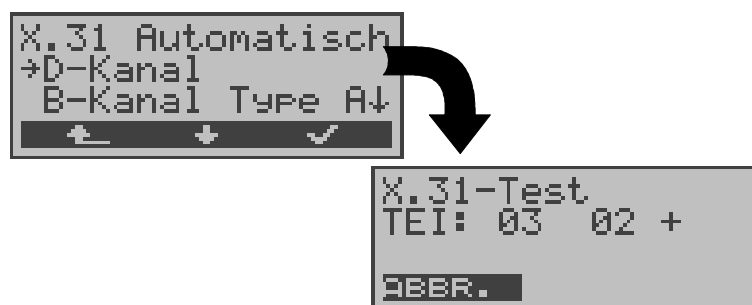 X.31 Automatisch
→D-Kanal
B-Kanal Type A↓
X.31-Test
TEI: 03 02 +
ABBR.